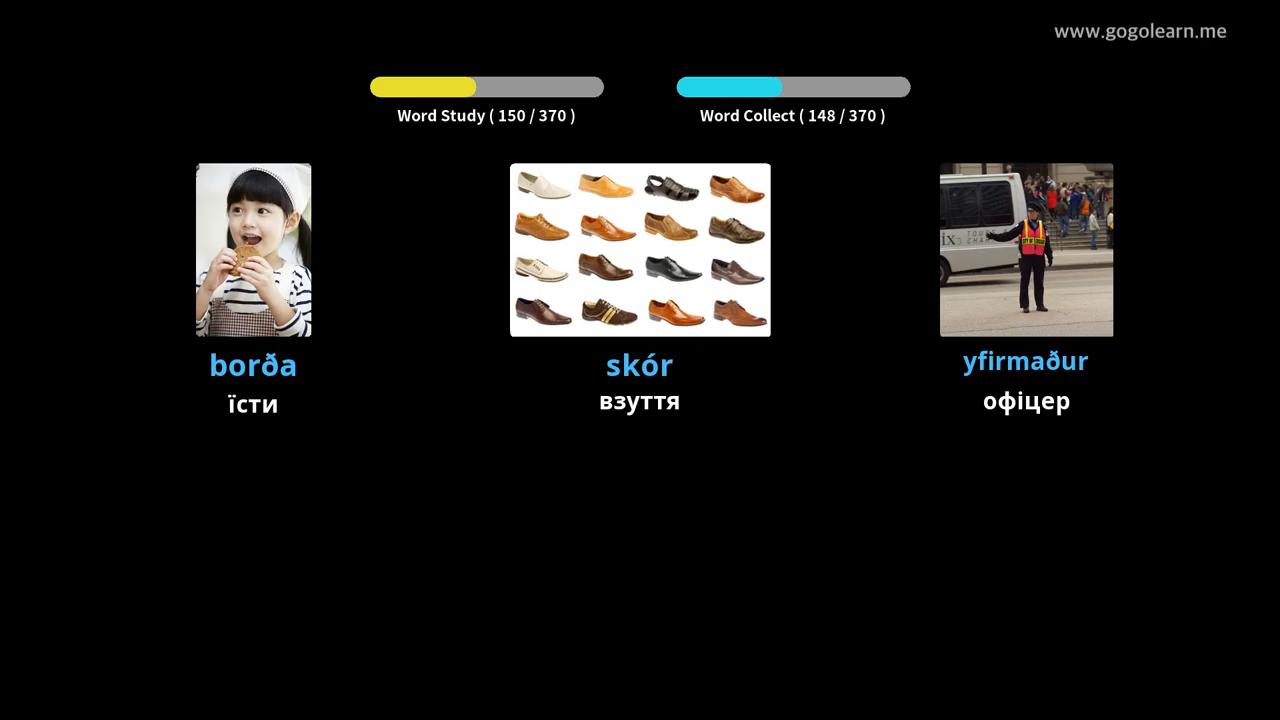 www.gogolearn.me
Word Study ( 150 / 370 )
Word Collect ( 148 / 370 )
borða
skór
yfirmaður
їсти
взуття
офіцер